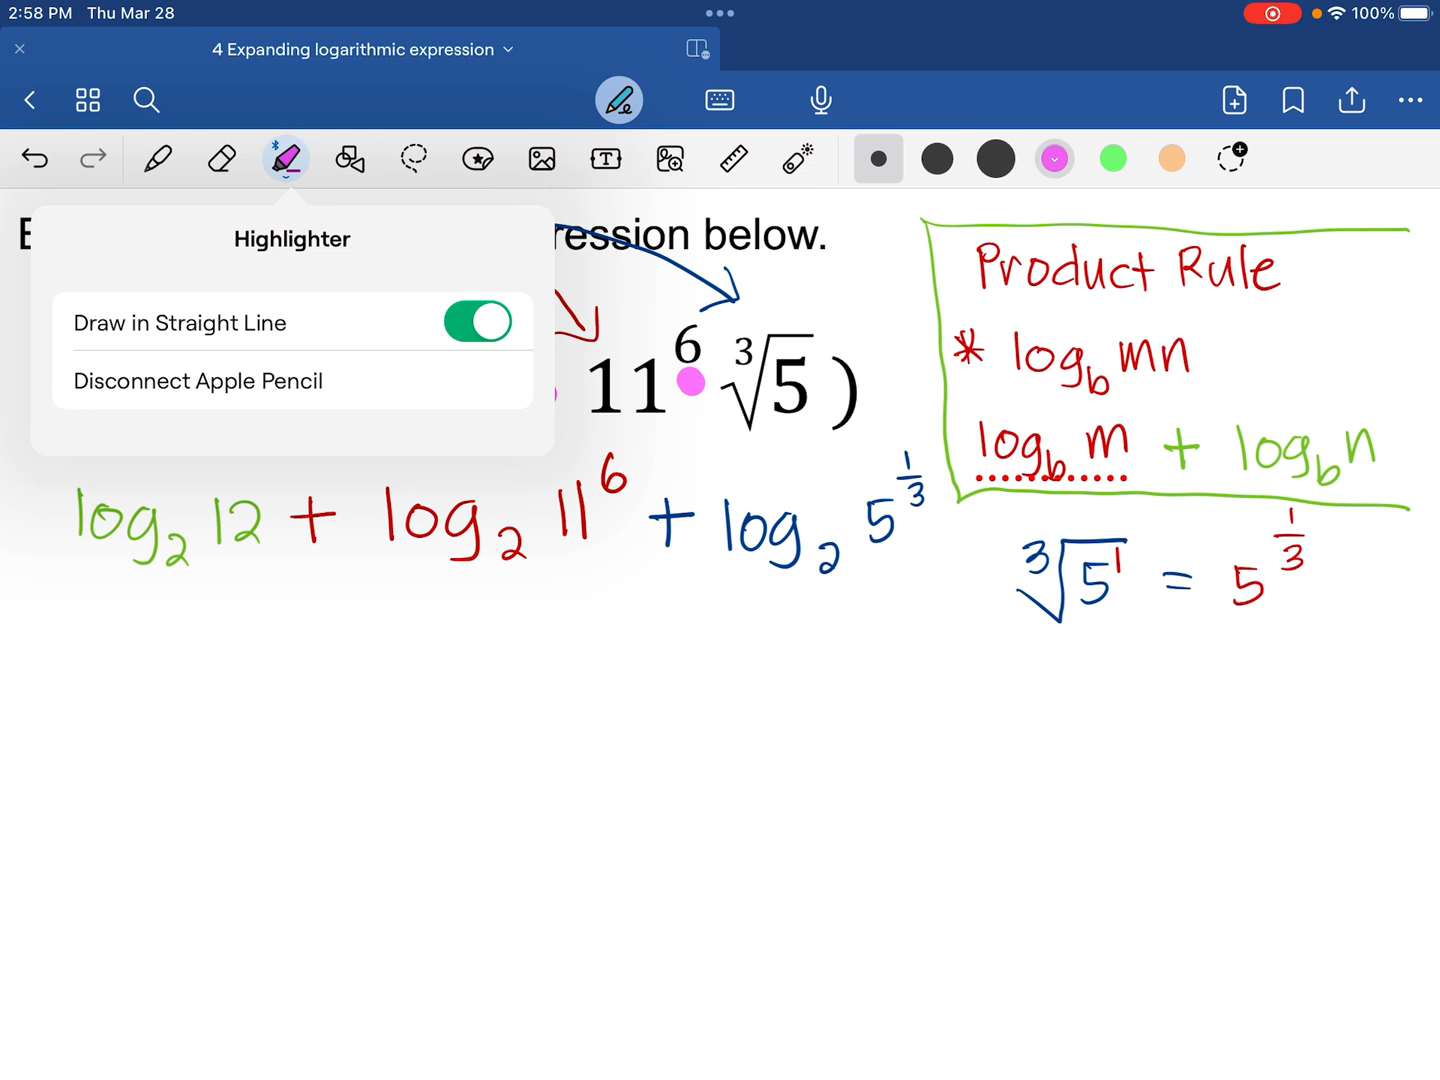 2:58 PM Thu Mar 28 100%
4 Expanding logarithmic expression
Highlighter
Draw in Straight Line
Disconnect Apple Pencil
E ression below.
11⁶ ∛5 )
log₂ 12 + log₂ 11⁶ + log₂ 5^(1/3)
Product Rule
* log_b mn
log_b m + log_b n
∛5¹ = 5^(1/3)